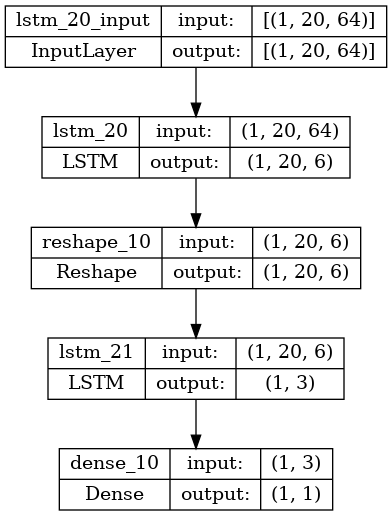 lstm_20_input input: [(1, 20, 64)]
InputLayer output: [(1, 20, 64)]
lstm_20 input: (1, 20, 64)
LSTM output: (1, 20, 6)
reshape_10 input: (1, 20, 6)
Reshape output: (1, 20, 6)
lstm_21 input: (1, 20, 6)
LSTM output: (1, 3)
dense_10 input: (1, 3)
Dense output: (1, 1)